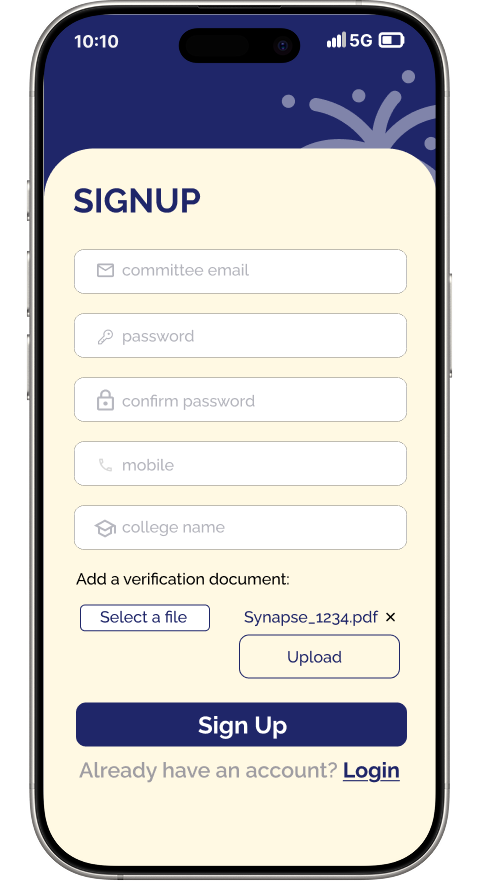 10:10 5G
SIGNUP
committee email
password
confirm password
mobile
college name
Add a verification document:
Select a file Synapse_1234.pdf ×
Upload
Sign Up
Already have an account? Login